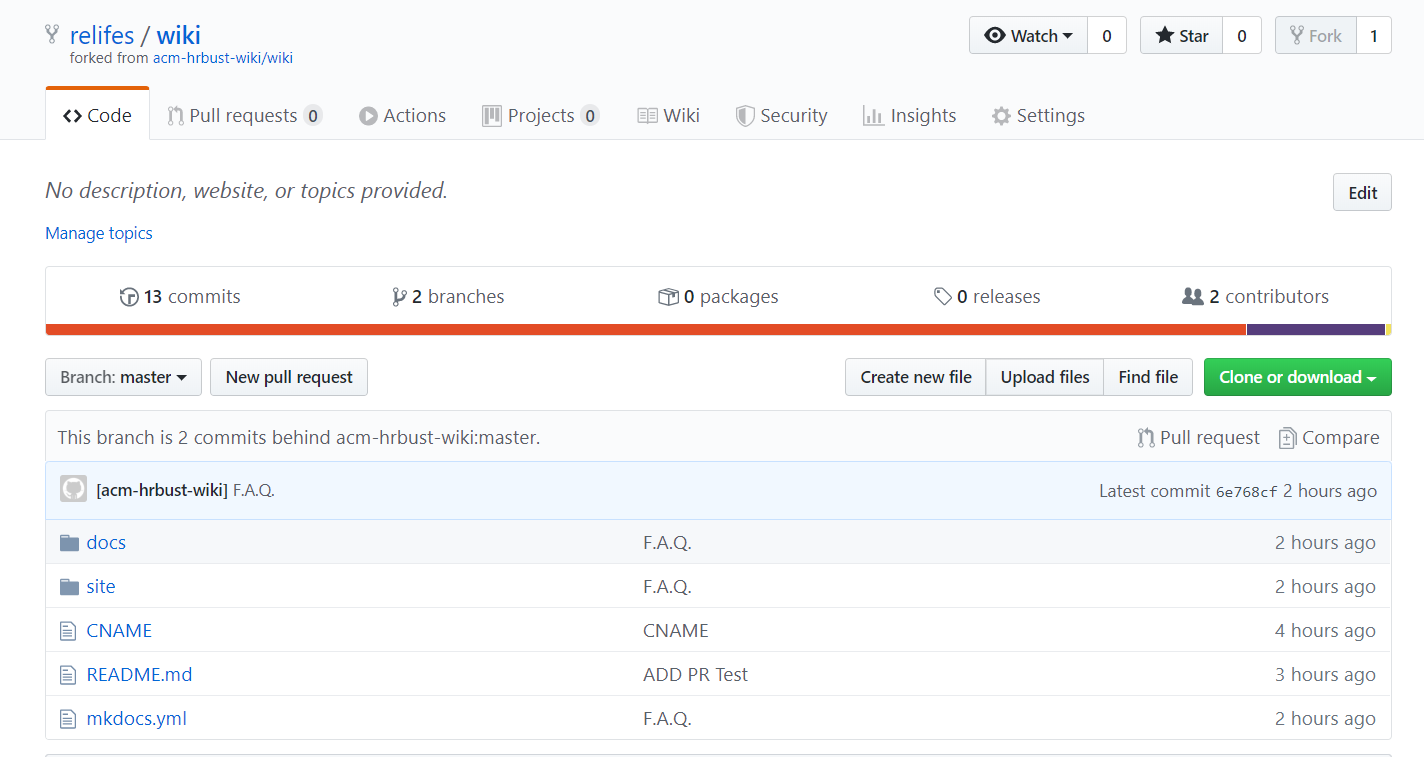 relifes / wiki
forked from acm-hrbust-wiki/wiki
Watch 0 Star 0 Fork 1
Code Pull requests 0 Actions Projects 0 Wiki Security Insights Settings
No description, website, or topics provided.
Edit
Manage topics
13 commits 2 branches 0 packages 0 releases 2 contributors
Branch: master New pull request Create new file Upload files Find file Clone or download
This branch is 2 commits behind acm-hrbust-wiki:master. Pull request Compare
[acm-hrbust-wiki] F.A.Q. Latest commit 6e768cf 2 hours ago
docs F.A.Q. 2 hours ago
site F.A.Q. 2 hours ago
CNAME CNAME 4 hours ago
README.md ADD PR Test 3 hours ago
mkdocs.yml F.A.Q. 2 hours ago